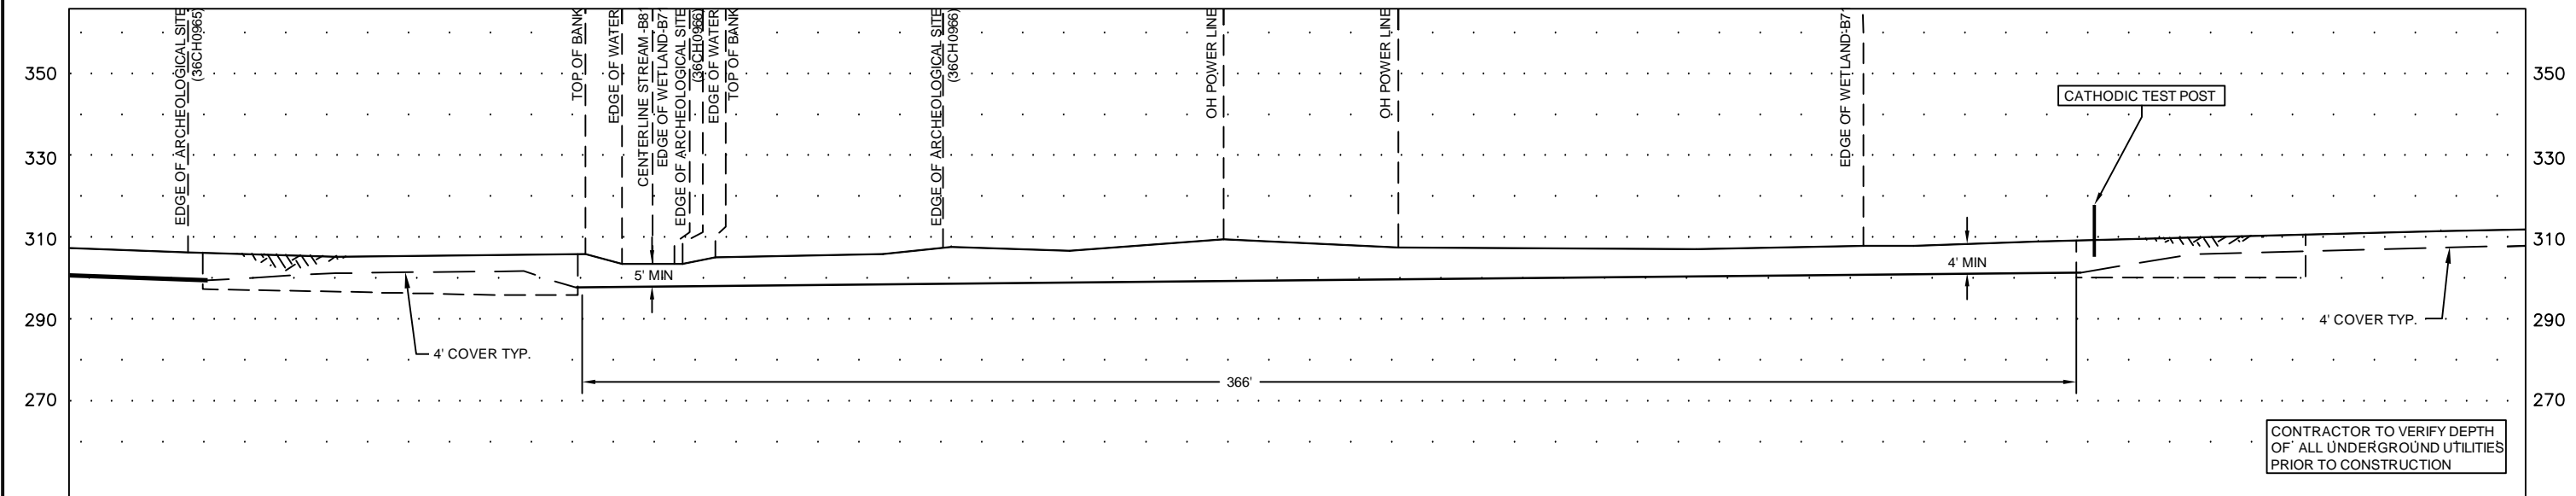 EDGE OF ARCHEOLOGICAL SITE
(36CH0965)
TOP OF BANK
EDGE OF WATER
CENTERLINE STREAM-B81
EDGE OF WETLAND-B71
EDGE OF ARCHEOLOGICAL SITE
(36CH0966)
EDGE OF WATER
TOP OF BANK
EDGE OF ARCHEOLOGICAL SITE
(36CH0966)
OH POWER LINE
OH POWER LINE
EDGE OF WETLAND-B71
350
350
CATHODIC TEST POST
330
330
310
310
5' MIN
4' MIN
290
290
4' COVER TYP.
4' COVER TYP.
366'
270
270
CONTRACTOR TO VERIFY DEPTH
OF ALL UNDERGROUND UTILITIES
PRIOR TO CONSTRUCTION